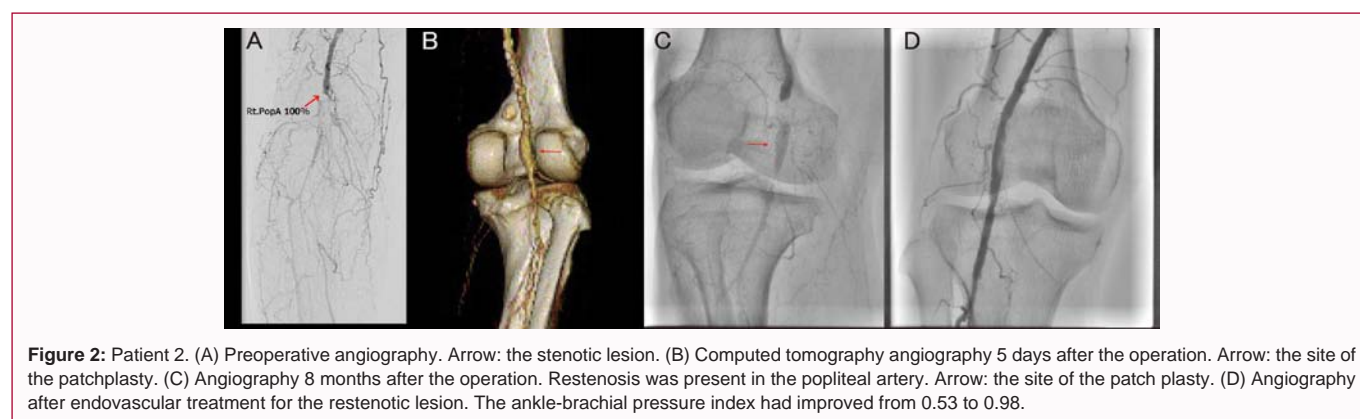 A
B
C
D
Rt.PopA 100%
Figure 2: Patient 2. (A) Preoperative angiography. Arrow: the stenotic lesion. (B) Computed tomography angiography 5 days after the operation. Arrow: the site of
the patchplasty. (C) Angiography 8 months after the operation. Restenosis was present in the popliteal artery. Arrow: the site of the patch plasty. (D) Angiography
after endovascular treatment for the restenotic lesion. The ankle-brachial pressure index had improved from 0.53 to 0.98.